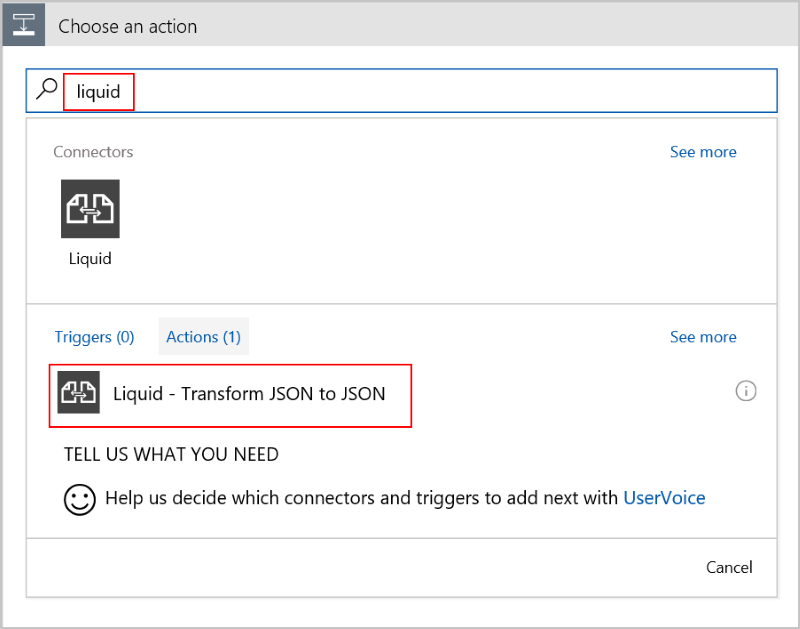 Choose an action
liquid
Connectors See more
Liquid
Triggers (0) Actions (1) See more
Liquid - Transform JSON to JSON
TELL US WHAT YOU NEED
Help us decide which connectors and triggers to add next with UserVoice
Cancel